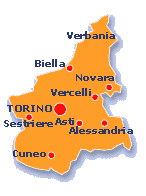 Verbania
Biella
Novara
Vercelli
TORINO
Asti
Sestriere
Alessandria
Cuneo